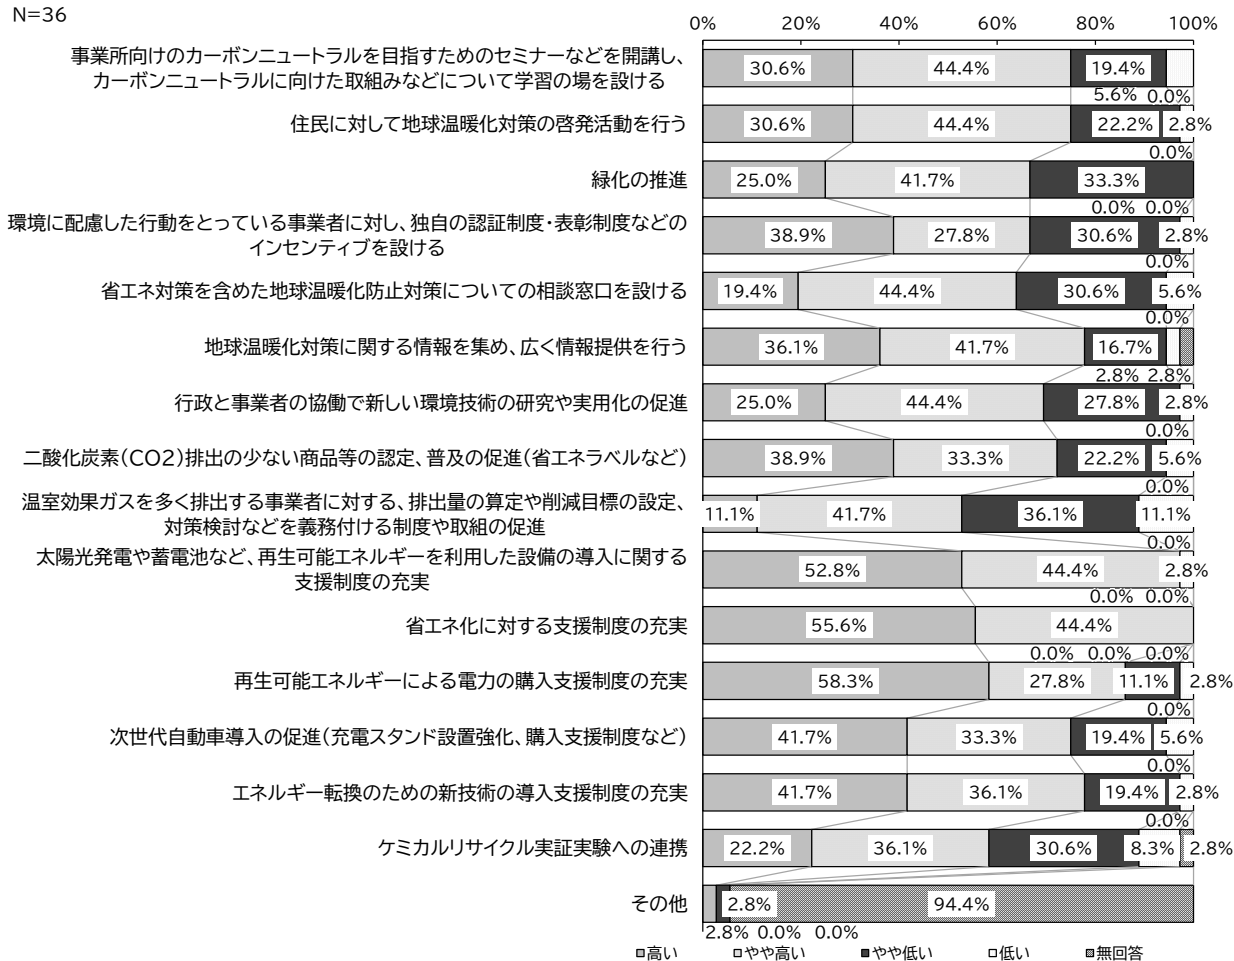 N=36
0% 20% 40% 60% 80% 100%
事業所向けのカーボンニュートラルを目指すためのセミナーなどを開講し、
カーボンニュートラルに向けた取組みなどについて学習の場を設ける
30.6% 44.4% 19.4%
5.6% 0.0%
住民に対して地球温暖化対策の啓発活動を行う
30.6% 44.4% 22.2% 2.8%
0.0%
緑化の推進
25.0% 41.7% 33.3%
0.0% 0.0%
環境に配慮した行動をとっている事業者に対し、独自の認証制度・表彰制度などの
インセンティブを設ける
38.9% 27.8% 30.6% 2.8%
0.0%
省エネ対策を含めた地球温暖化防止対策についての相談窓口を設ける
19.4% 44.4% 30.6% 5.6%
0.0%
地球温暖化対策に関する情報を集め、広く情報提供を行う
36.1% 41.7% 16.7%
2.8% 2.8%
行政と事業者の協働で新しい環境技術の研究や実用化の促進
25.0% 44.4% 27.8% 2.8%
0.0%
二酸化炭素（CO2）排出の少ない商品等の認定、普及の促進（省エネラベルなど）
38.9% 33.3% 22.2% 5.6%
0.0%
温室効果ガスを多く排出する事業者に対する、排出量の算定や削減目標の設定、
対策検討などを義務付ける制度や取組の促進
11.1% 41.7% 36.1% 11.1%
0.0%
太陽光発電や蓄電池など、再生可能エネルギーを利用した設備の導入に関する
支援制度の充実
52.8% 44.4% 2.8%
0.0% 0.0%
省エネ化に対する支援制度の充実
55.6% 44.4%
0.0% 0.0% 0.0%
再生可能エネルギーによる電力の購入支援制度の充実
58.3% 27.8% 11.1% 2.8%
0.0%
次世代自動車導入の促進（充電スタンド設置強化、購入支援制度など）
41.7% 33.3% 19.4% 5.6%
0.0%
エネルギー転換のための新技術の導入支援制度の充実
41.7% 36.1% 19.4% 2.8%
0.0%
ケミカルリサイクル実証実験への連携
22.2% 36.1% 30.6% 8.3% 2.8%
その他
2.8% 94.4%
2.8% 0.0% 0.0%
高い やや高い やや低い 低い 無回答